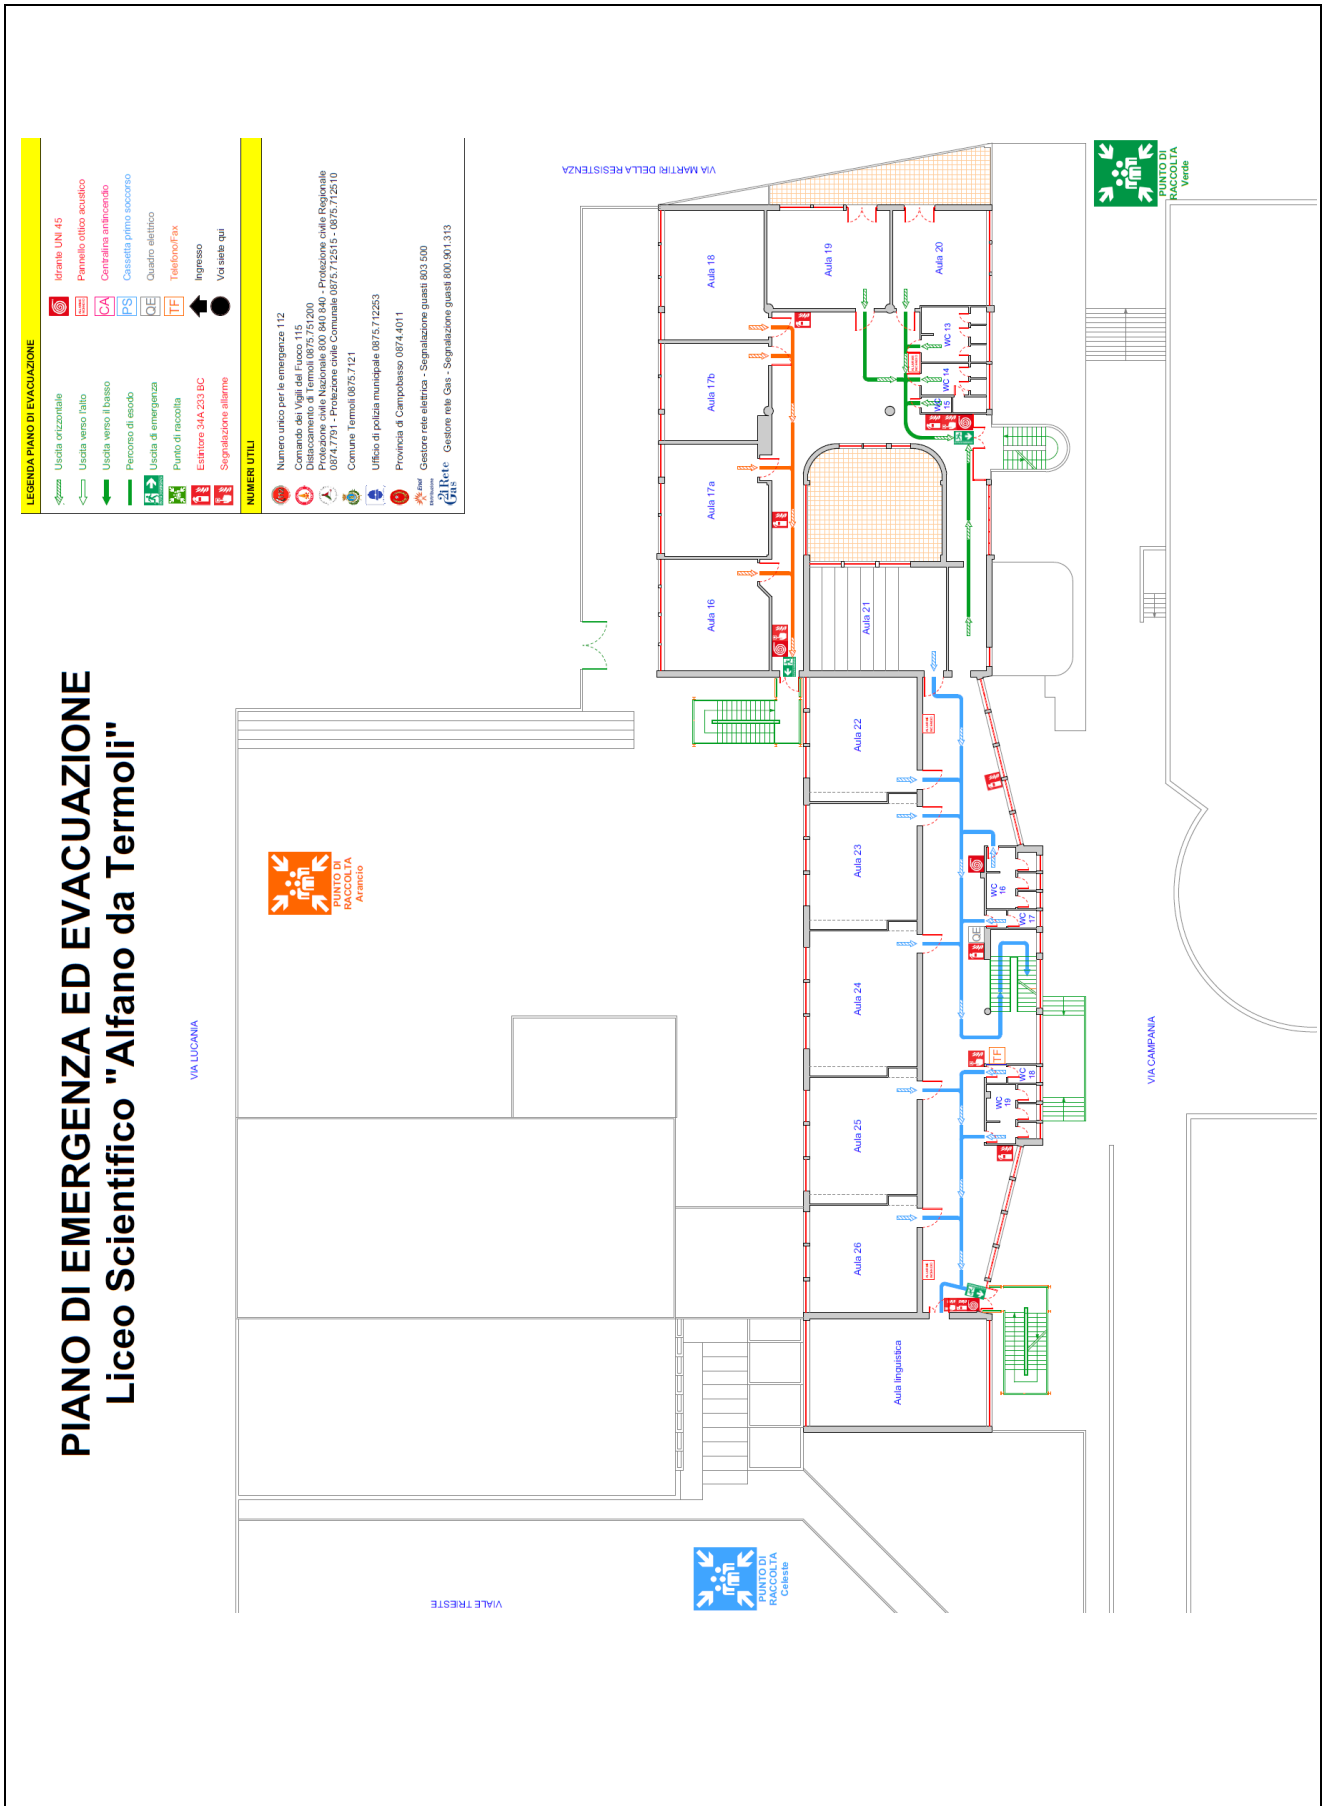 PIANO DI EMERGENZA ED EVACUAZIONE
Liceo Scientifico "Alfano da Termoli"
LEGENDA PIANO DI EVACUAZIONE
Uscita orizzontale
Uscita verso l'alto
Uscita verso il basso
Percorso di esodo
Uscita di emergenza
Punto di raccolta
Estintore 34A 233 BC
Segnalazione allarme
Idrante UNI 45
Pannello ottico acustico
CA Centralina antincendio
PS Cassetta primo soccorso
QE Quadro elettrico
TF Telefono/Fax
Ingresso
Voi siete qui
NUMERI UTILI
Numero unico per le emergenze 112
Comando dei Vigili del Fuoco 115
Distaccamento di Termoli 0875.751200
Protezione civile Nazionale 800 840 840 - Protezione civile Regionale
0874.7791 - Protezione civile Comunale 0875.712515 - 0875.712510
Comune Termoli 0875.7121
Ufficio di polizia municipale 0875.712253
Provincia di Campobasso 0874.4011
Enel
Gestore rete elettrica - Segnalazione guasti 803 500
2i Rete
Gas
Gestore rete Gas - Segnalazione guasti 800.901.313
VIA LUCANIA
VIALE TRIESTE
VIA MARTIRI DELLA RESISTENZA
VIA CAMPANIA
PUNTO DI
RACCOLTA
Arancio
PUNTO DI
RACCOLTA
Celeste
PUNTO DI
RACCOLTA
Verde
Aula linguistica
Aula 26
Aula 25
Aula 24
Aula 23
Aula 22
Aula 21
Aula 16
Aula 17a
Aula 17b
Aula 18
Aula 19
Aula 20
WC 13
WC 14
WC
15
WC
16
WC
17
WC
18
WC
19
QE
TF